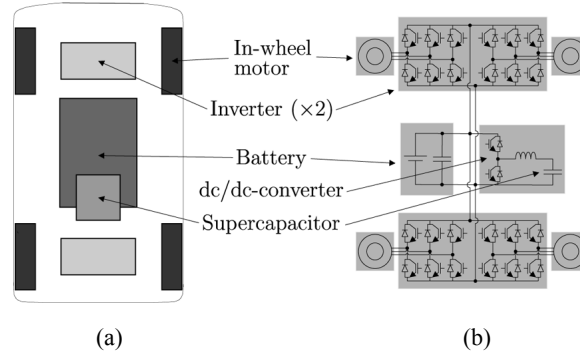 In-wheel
motor
Inverter (×2)
Battery
dc/dc-converter
Supercapacitor
(a)
(b)